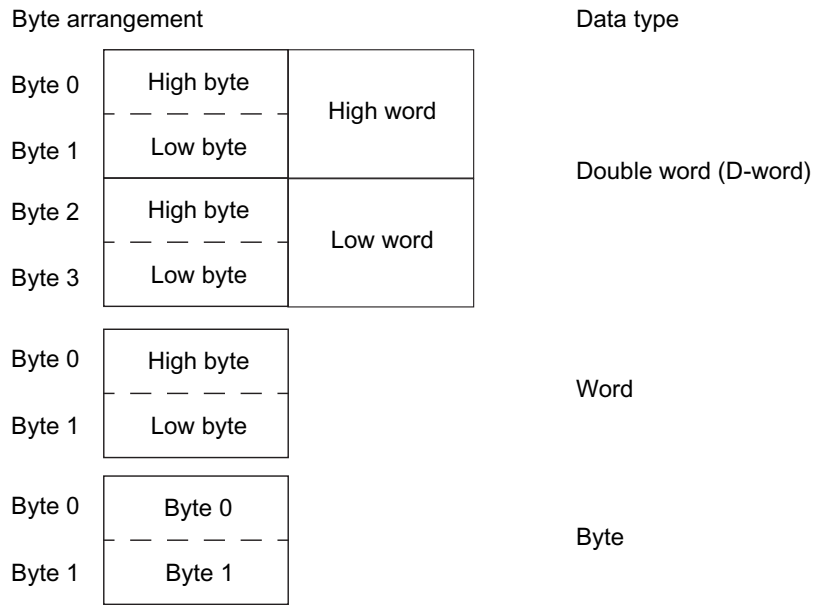 Byte arrangement Data type
Byte 0 High byte
High word
Byte 1 Low byte
Double word (D-word)
Byte 2 High byte
Low word
Byte 3 Low byte
Byte 0 High byte
Word
Byte 1 Low byte
Byte 0 Byte 0
Byte
Byte 1 Byte 1